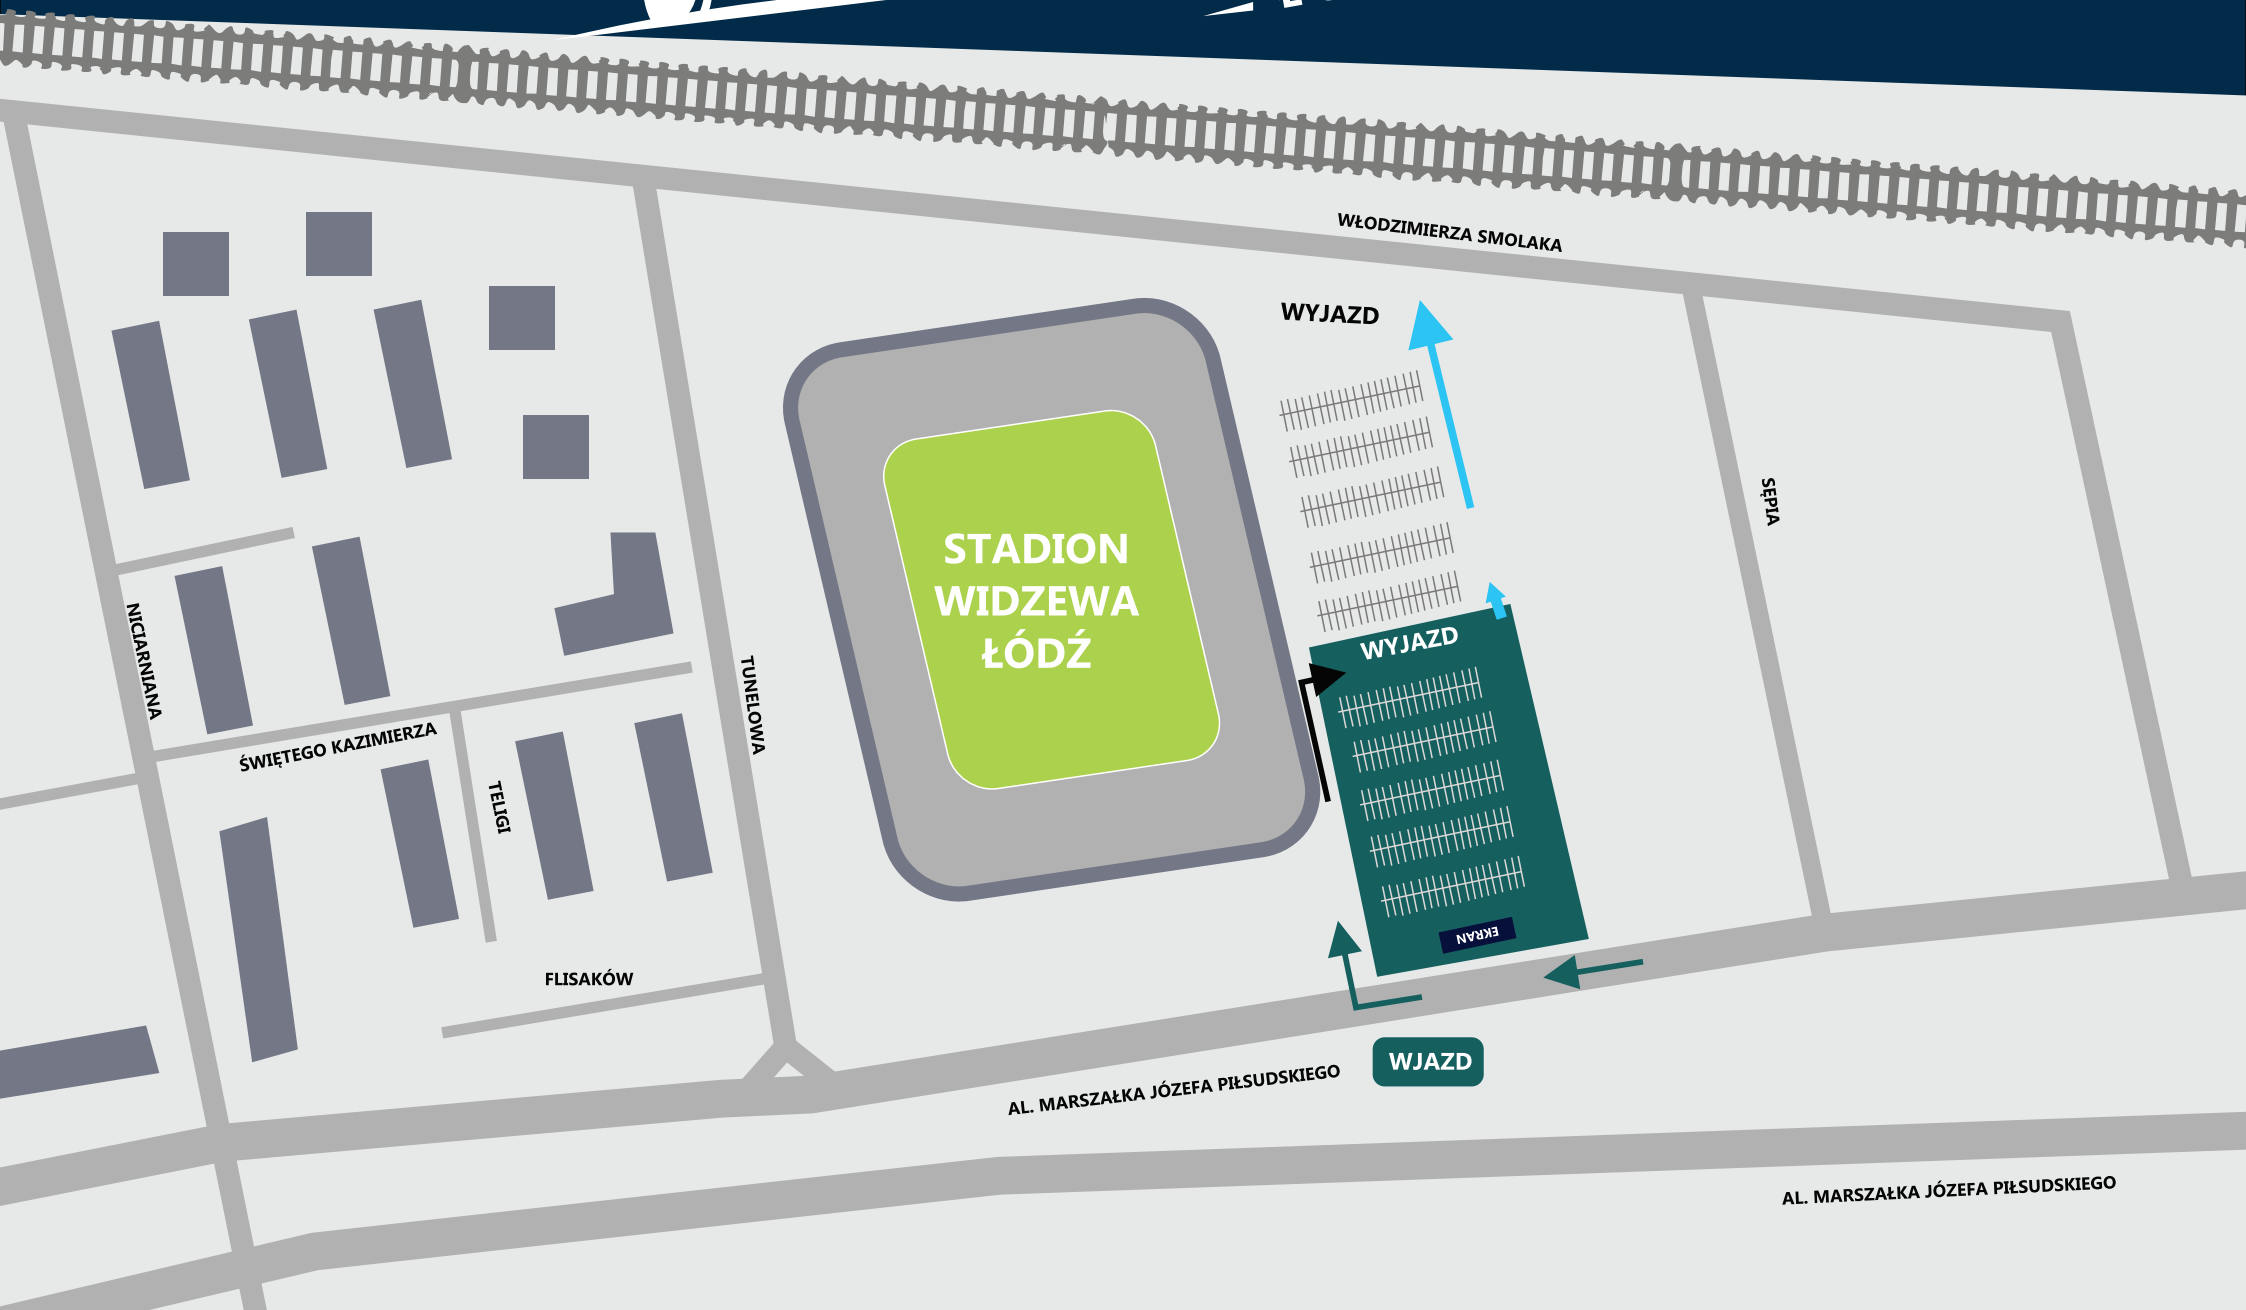 WŁODZIMIERZA SMOLAKA
WYJAZD
SĘPIA
STADION
WIDZEWA
ŁÓDŹ
NICIARNIANA
WYJAZD
TUNELOWA
ŚWIĘTEGO KAZIMIERZA
TELIGI
EKRAN
FLISAKÓW
WJAZD
AL. MARSZAŁKA JÓZEFA PIŁSUDSKIEGO
AL. MARSZAŁKA JÓZEFA PIŁSUDSKIEGO